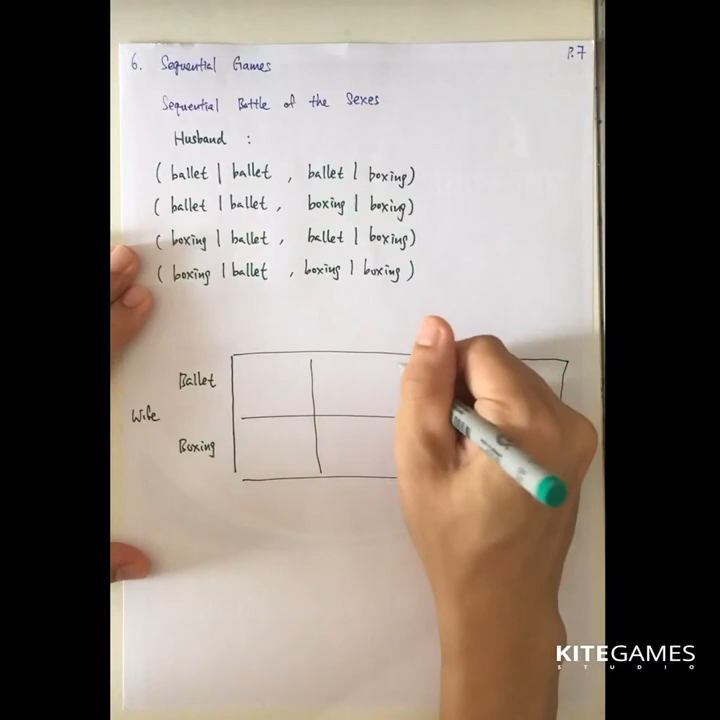 6. Sequential Games
P.7
Sequential Battle of the Sexes
Husband :
( ballet | ballet , ballet | boxing)
( ballet | ballet , boxing | boxing)
( boxing | ballet , ballet | boxing)
( boxing | ballet , boxing | boxing )
Ballet
Wife
Boxing
KITEGAMES
STUDIO